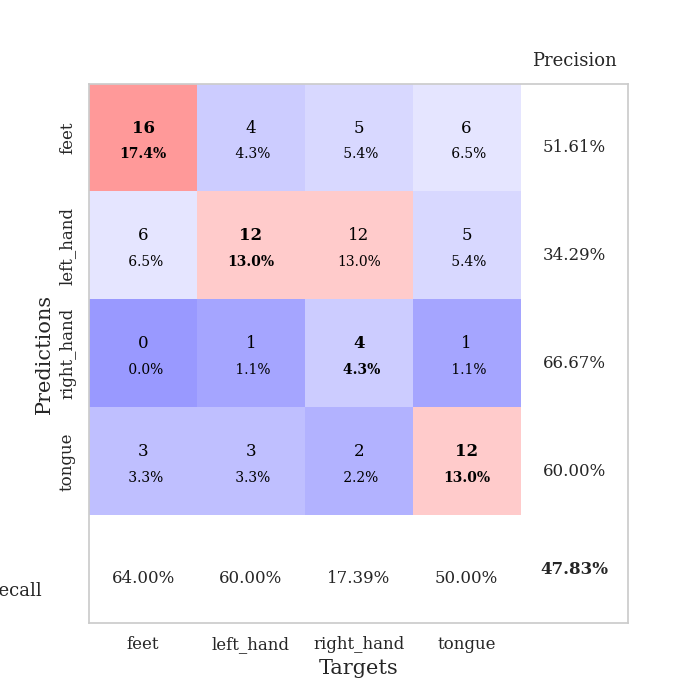 Precision
feet
16 4 5 6
17.4% 4.3% 5.4% 6.5%
51.61%
left_hand
6 12 12 5
6.5% 13.0% 13.0% 5.4%
34.29%
Predictions
right_hand
0 1 4 1
0.0% 1.1% 4.3% 1.1%
66.67%
tongue
3 3 2 12
3.3% 3.3% 2.2% 13.0%
60.00%
ecall
64.00% 60.00% 17.39% 50.00% 47.83%
feet left_hand right_hand tongue
Targets